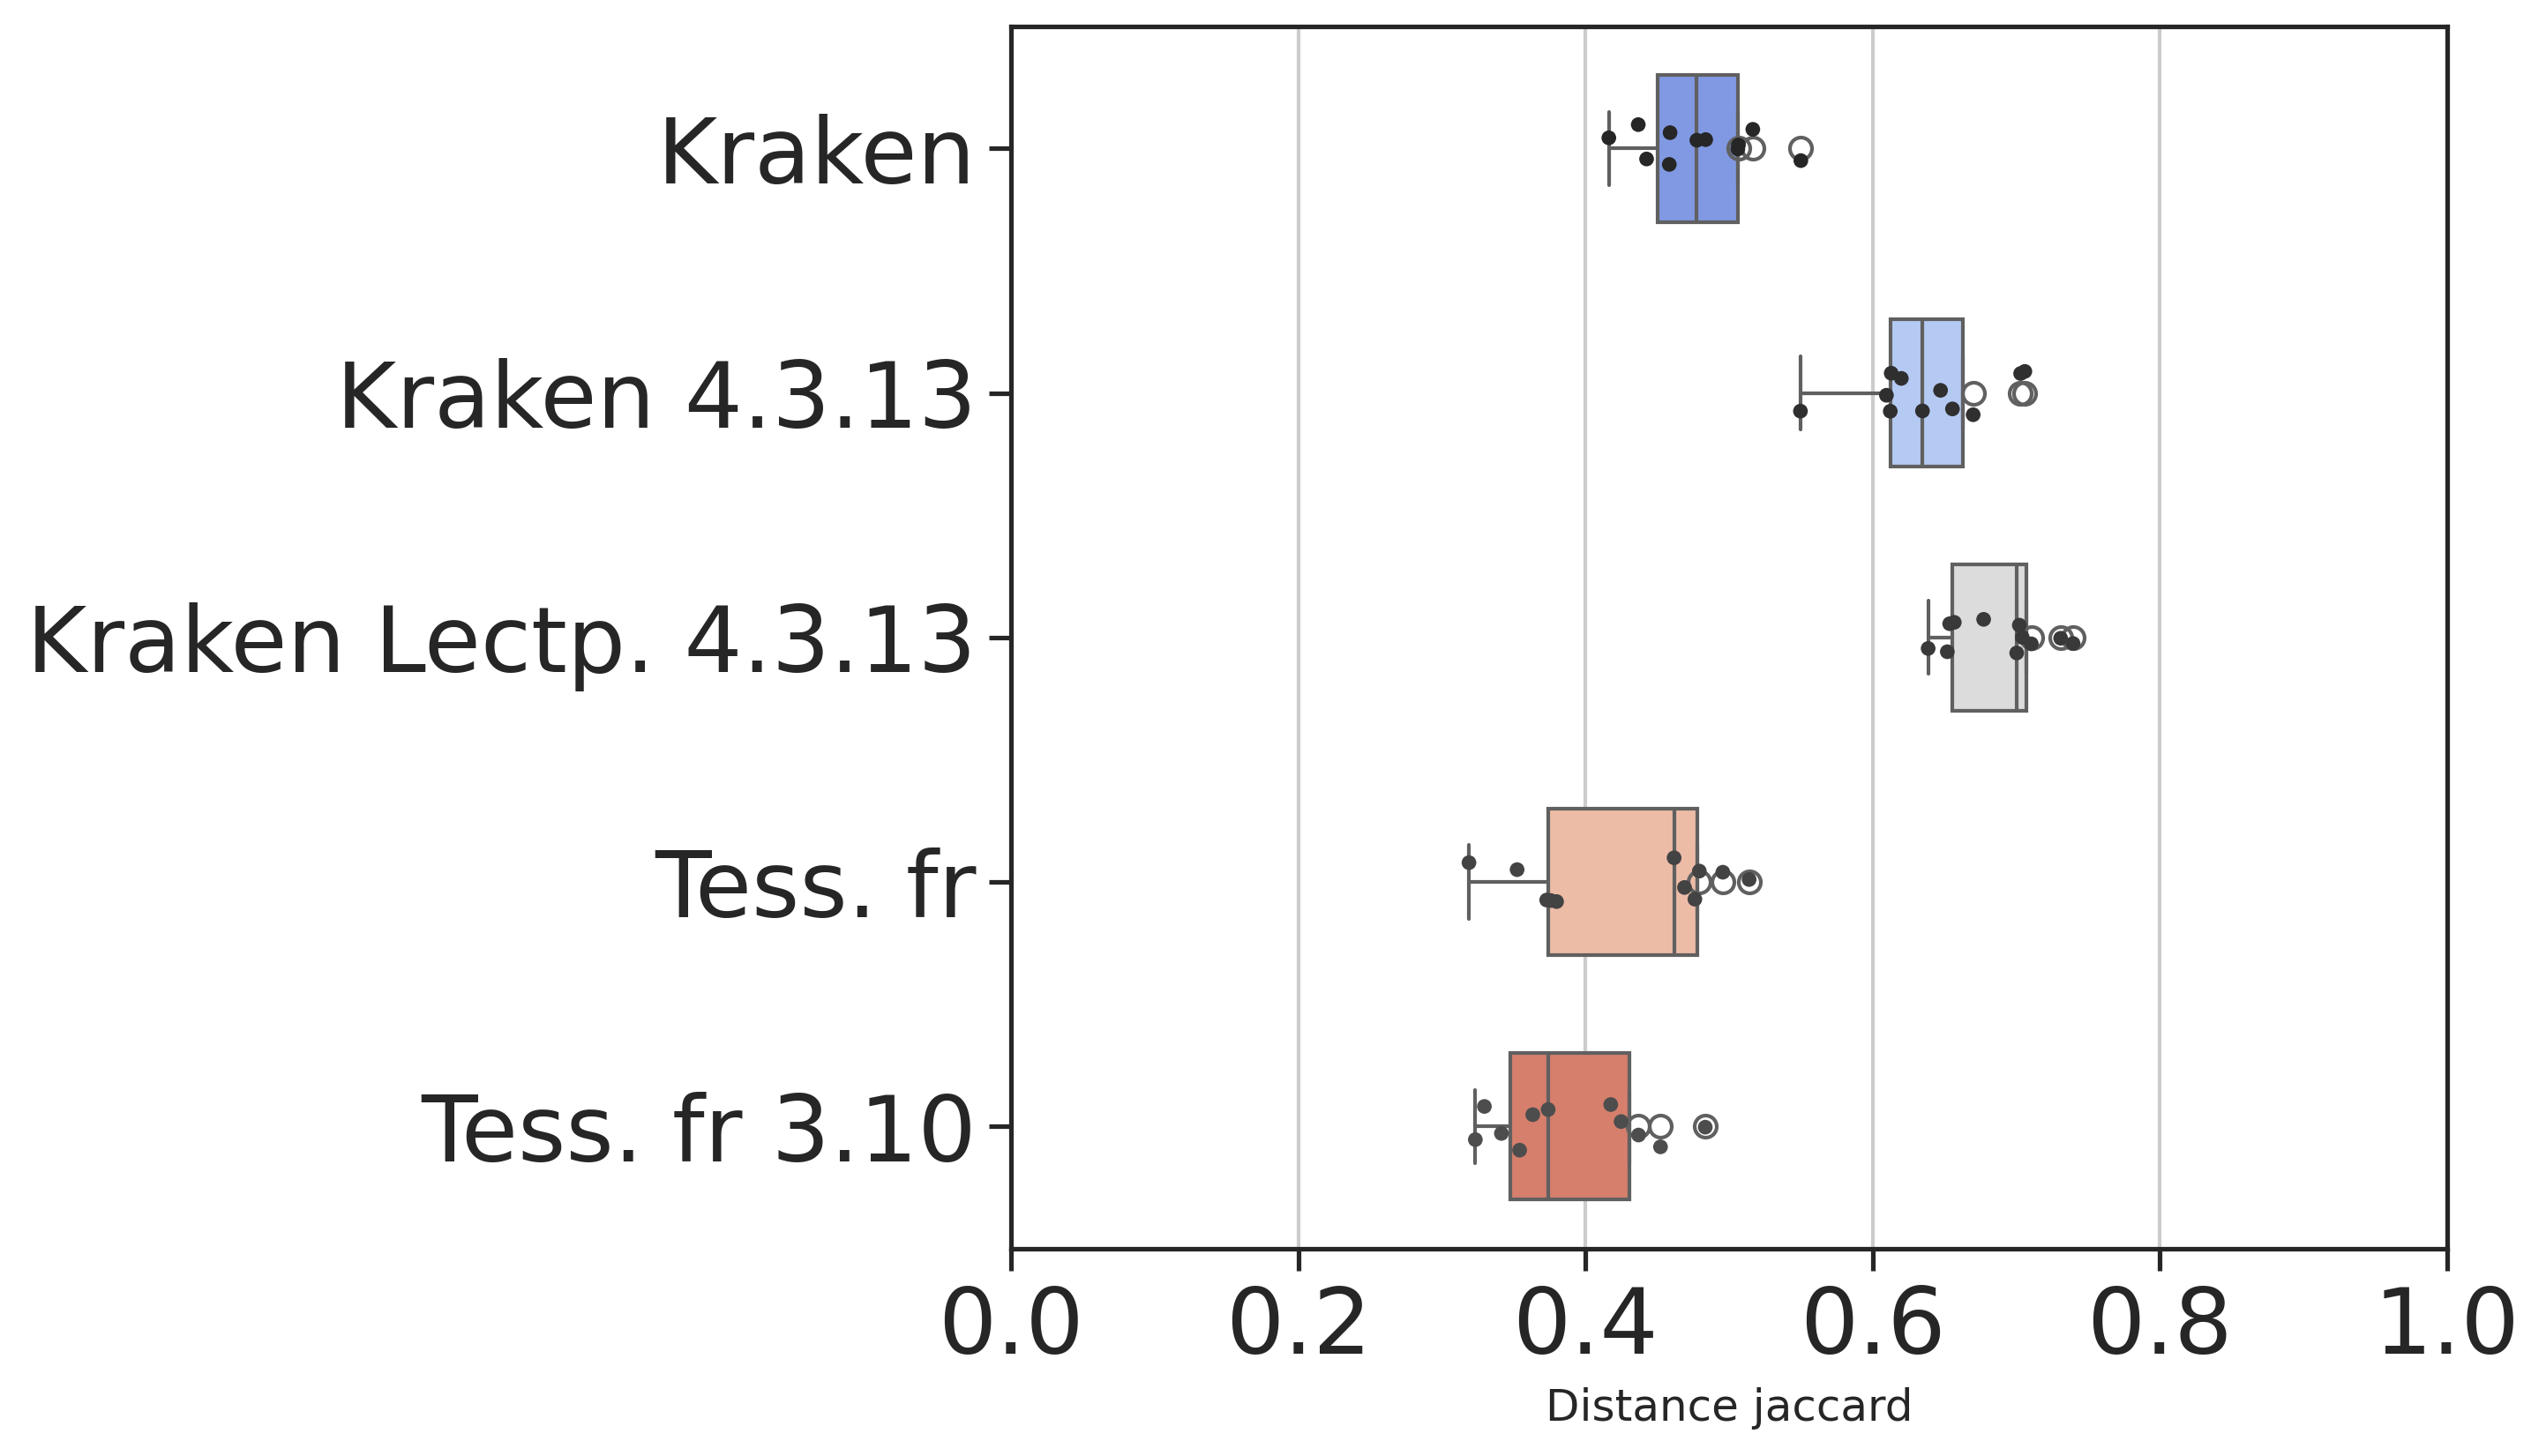 Kraken
Kraken 4.3.13
Kraken Lectp. 4.3.13
Tess. fr
Tess. fr 3.10
0.0 0.2 0.4 0.6 0.8 1.0
Distance jaccard